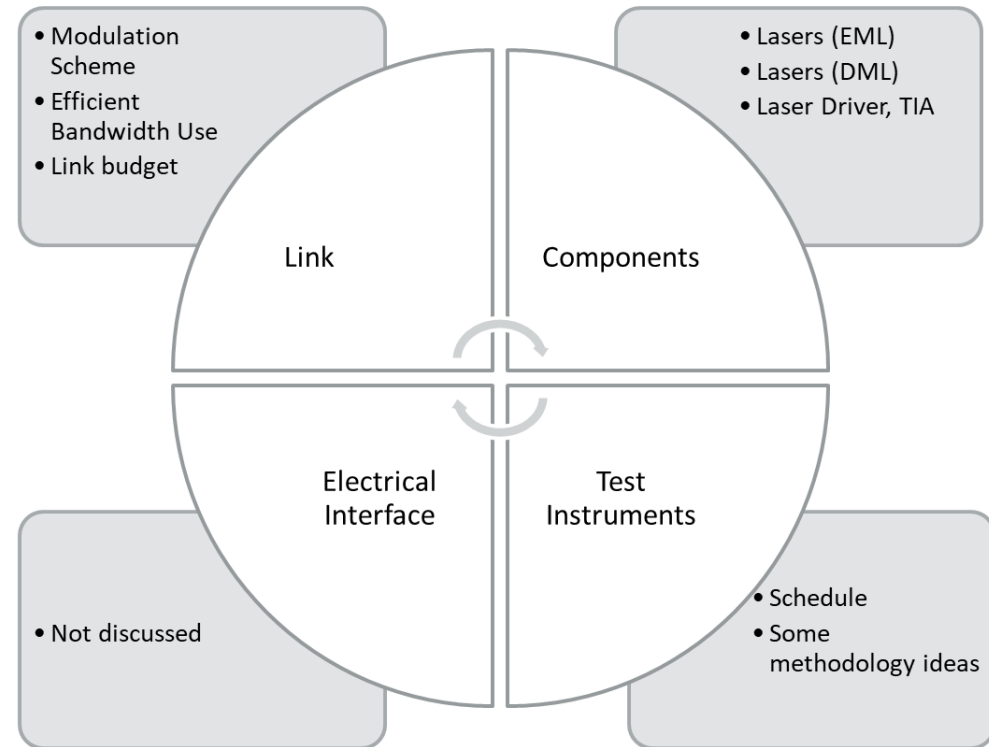 • Modulation
Scheme
• Efficient
Bandwidth Use
• Link budget
• Lasers (EML)
• Lasers (DML)
• Laser Driver, TIA
Link
Components
Electrical
Interface
Test
Instruments
• Not discussed
• Schedule
• Some
methodology ideas